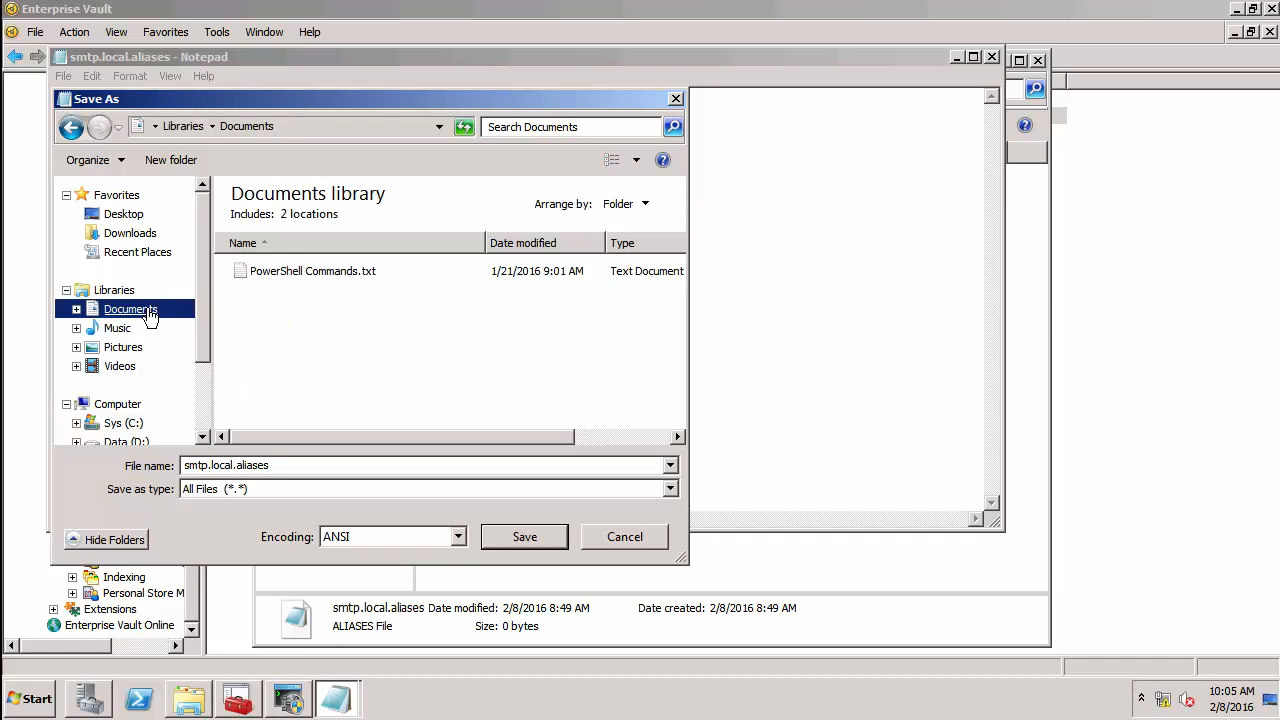 Enterprise Vault
File Action View Favorites Tools Window Help
smtp.local.aliases - Notepad
File Edit Format View Help
Save As
Libraries Documents
Search Documents
Organize New folder
Favorites
Desktop
Downloads
Recent Places
Libraries
Documents
Music
Pictures
Videos
Computer
Sys (C:)
Data (D:)
Documents library
Includes: 2 locations
Arrange by: Folder
Name Date modified Type
PowerShell Commands.txt 1/21/2016 9:01 AM Text Document
File name: smtp.local.aliases
Save as type: All Files (*.*)
Hide Folders
Encoding: ANSI
Save
Cancel
Indexing
Personal Store M
Extensions
Enterprise Vault Online
smtp.local.aliases Date modified: 2/8/2016 8:49 AM Date created: 2/8/2016 8:49 AM
ALIASES File Size: 0 bytes
Start
10:05 AM
2/8/2016